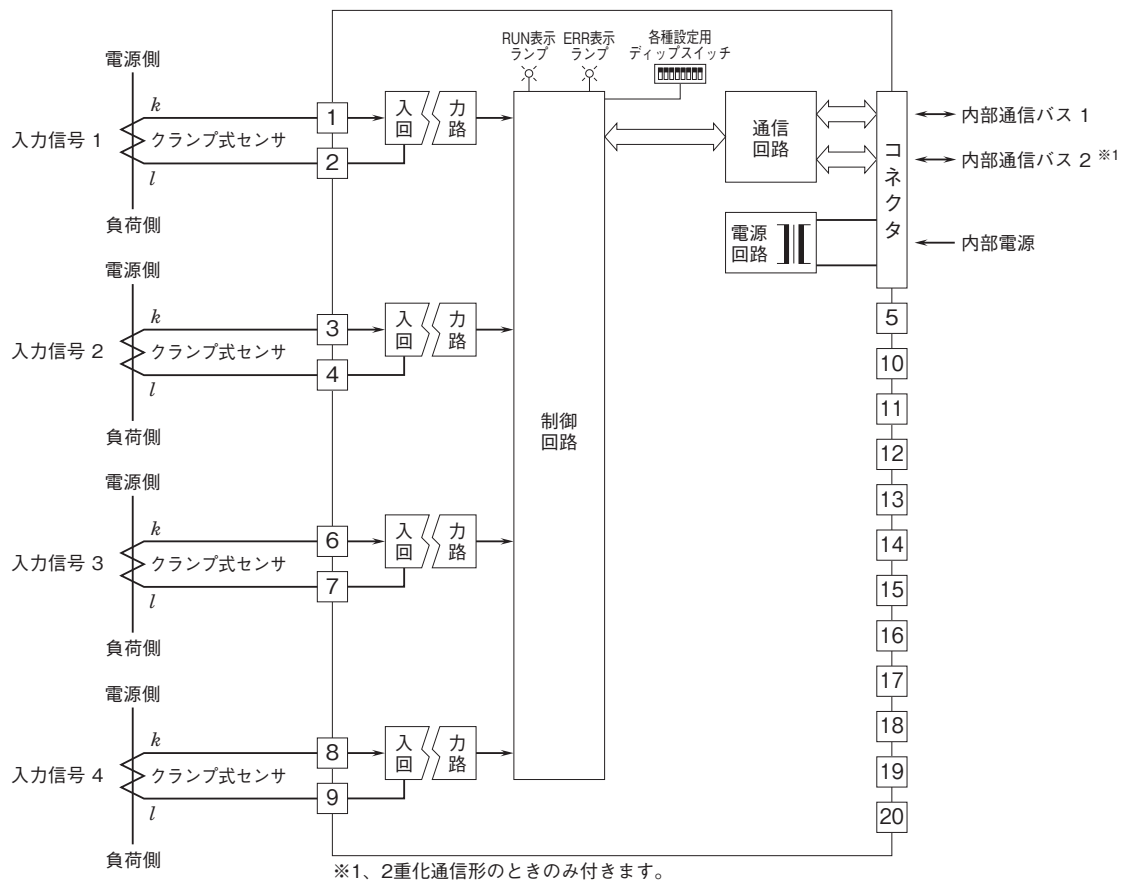 RUN表示
ランプ
ERR表示
ランプ
各種設定用
ディップスイッチ
電源側
入力信号 1
k
クランプ式センサ
l
負荷側
1
2
入力
回路
電源側
入力信号 2
k
クランプ式センサ
l
負荷側
3
4
入力
回路
電源側
入力信号 3
k
クランプ式センサ
l
負荷側
6
7
入力
回路
電源側
入力信号 4
k
クランプ式センサ
l
負荷側
8
9
入力
回路
制御
回路
通信
回路
電源
回路
コネクタ
内部通信バス 1
内部通信バス 2 ※1
内部電源
5
10
11
12
13
14
15
16
17
18
19
20
※1、2重化通信形のときのみ付きます。